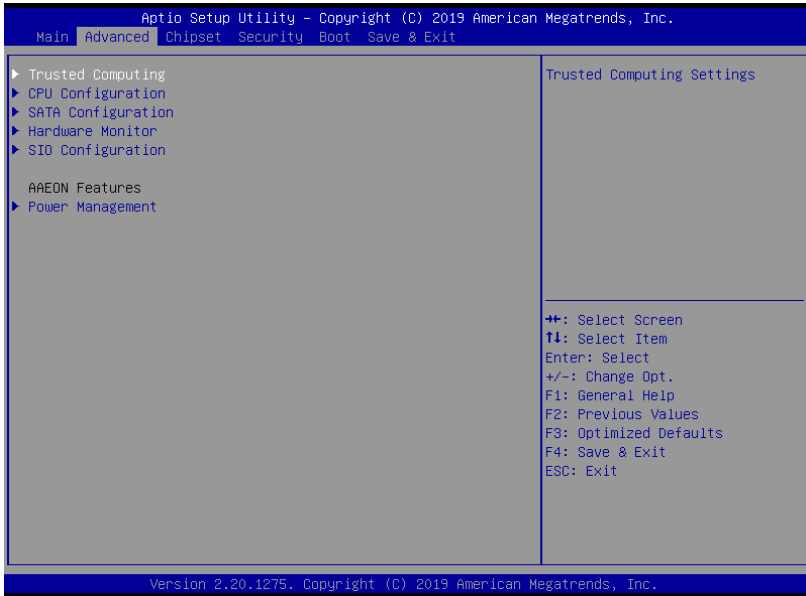 Aptio Setup Utility – Copyright (C) 2019 American Megatrends, Inc.
Main Advanced Chipset Security Boot Save & Exit
Trusted Computing
CPU Configuration
SATA Configuration
Hardware Monitor
SIO Configuration
AAEON Features
Power Management
Trusted Computing Settings
→←: Select Screen
↑↓: Select Item
Enter: Select
+/-: Change Opt.
F1: General Help
F2: Previous Values
F3: Optimized Defaults
F4: Save & Exit
ESC: Exit
Version 2.20.1275. Copyright (C) 2019 American Megatrends, Inc.